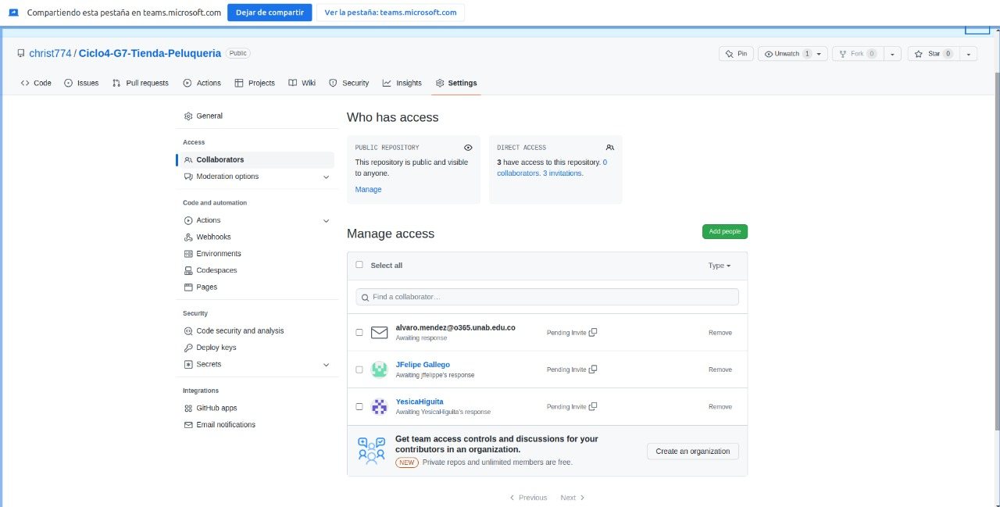 Compartiendo esta pestaña en teams.microsoft.com Dejar de compartir Ver la pestaña: teams.microsoft.com
christ774 / Ciclo4-G7-Tienda-Peluqueria Public Pin Unwatch 1 Fork 0 Star 0
Code Issues Pull requests Actions Projects Wiki Security Insights Settings
General
Access
Collaborators
Moderation options
Code and automation
Actions
Webhooks
Environments
Codespaces
Pages
Security
Code security and analysis
Deploy keys
Secrets
Integrations
GitHub apps
Email notifications
Who has access
PUBLIC REPOSITORY
This repository is public and visible
to anyone.
Manage
DIRECT ACCESS
3 have access to this repository. 0
collaborators. 3 invitations.
Manage access Add people
Select all Type
Find a collaborator…
alvaro.mendez@o365.unab.edu.co
Awaiting response Pending Invite Remove
JFelipe Gallego
Awaiting jffelippe's response Pending Invite Remove
YesicaHiguita
Awaiting YesicaHiguita's response Pending Invite Remove
Get team access controls and discussions for your
contributors in an organization.
NEW Private repos and unlimited members are free.
Create an organization
Previous Next